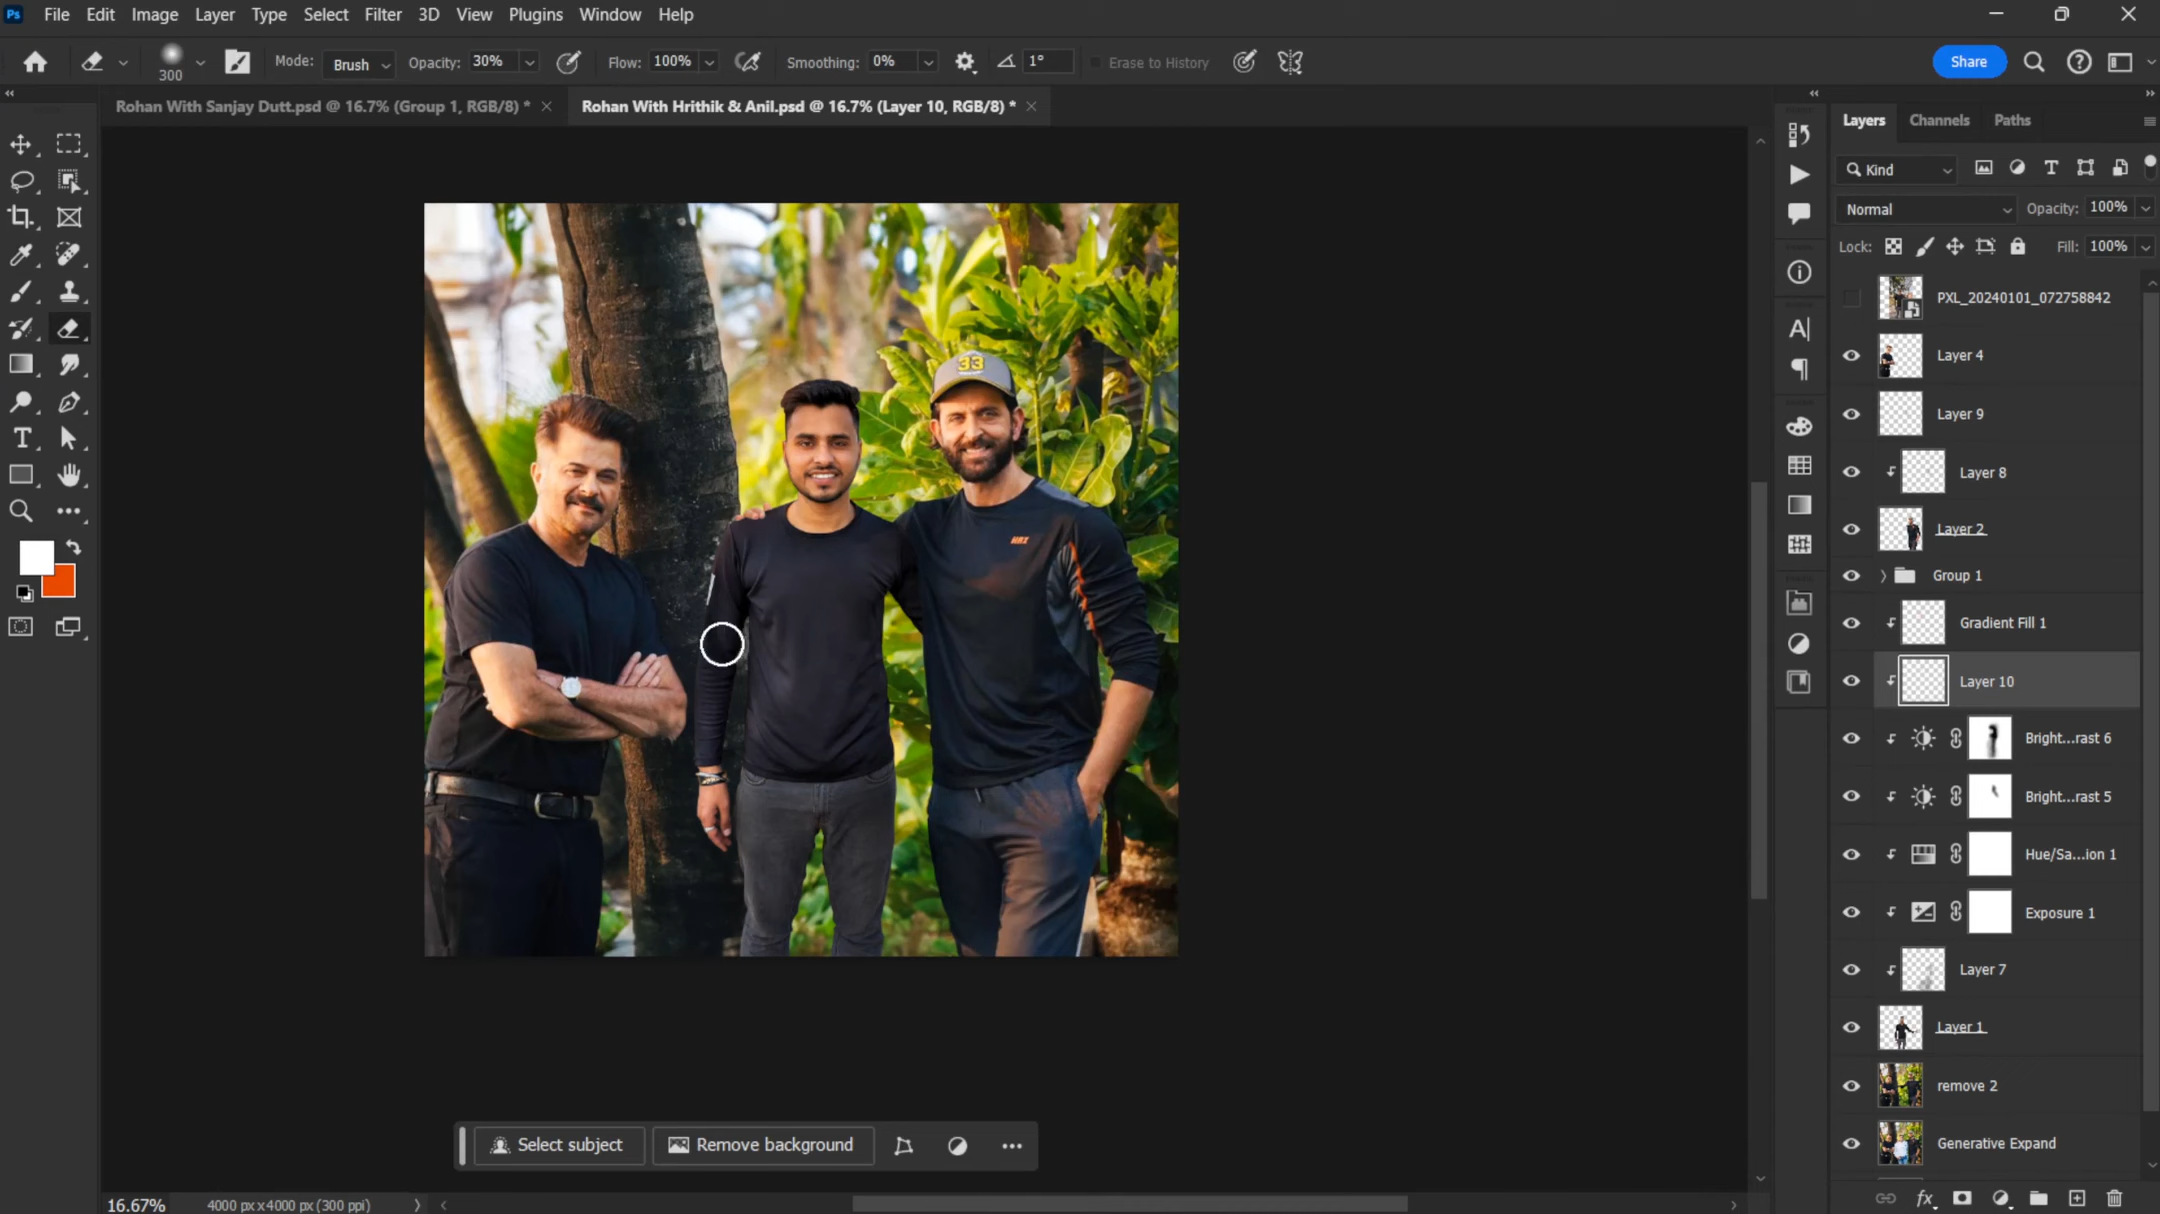 Ps File Edit Image Layer Type Select Filter 3D View Plugins Window Help
300 Mode: Brush Opacity: 30% Flow: 100% Smoothing: 0% 1° Erase to History Share
Rohan With Sanjay Dutt.psd @ 16.7% (Group 1, RGB/8) * Rohan With Hrithik & Anil.psd @ 16.7% (Layer 10, RGB/8) *
Layers Channels Paths
Kind
Normal Opacity: 100%
Lock: Fill: 100%
PXL_20240101_072758842
Layer 4
Layer 9
Layer 8
Layer 2
Group 1
Gradient Fill 1
Layer 10
Bright...rast 6
Bright...rast 5
Hue/Sa...ion 1
Exposure 1
Layer 7
Layer 1
remove 2
Generative Expand
33
HRX
Select subject Remove background
16.67% 4000 px x 4000 px (300 ppi)